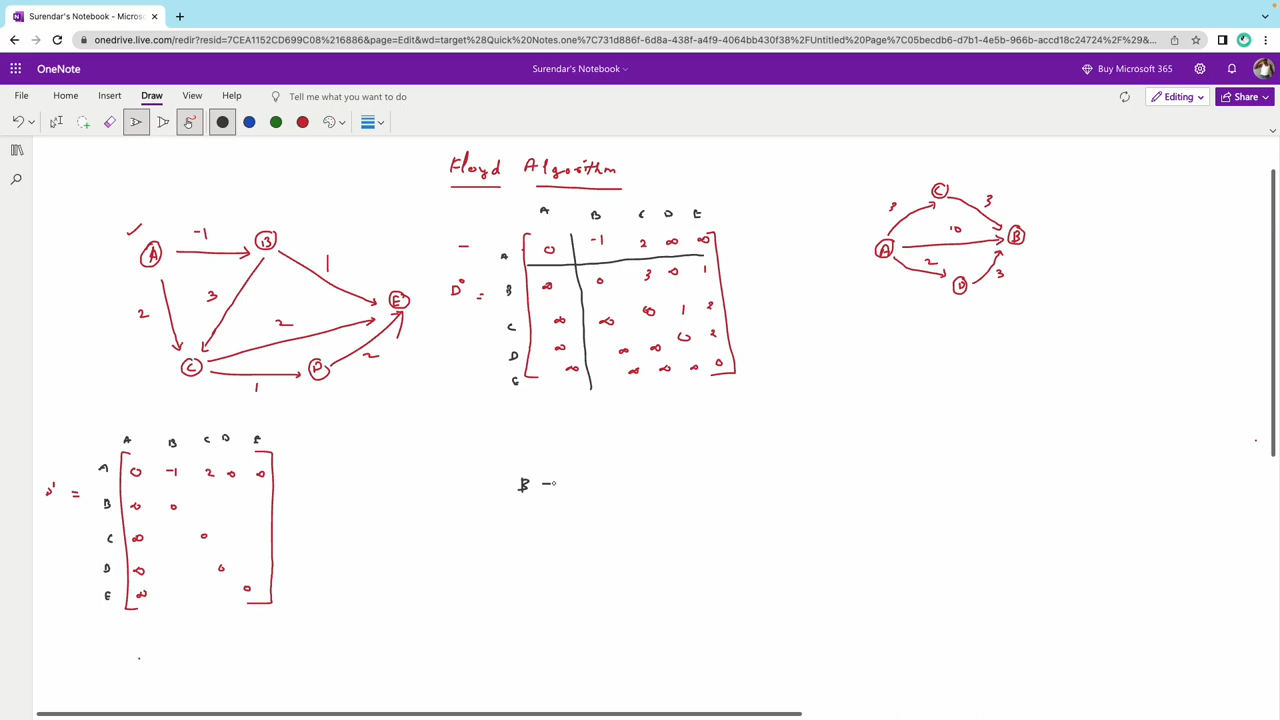 Surendar's Notebook - Micros
onedrive.live.com/redir?resid=7CEA1152CD699C08%216886&page=Edit&wd=target%28Quick%20Notes.one%7C731d886f-6d8a-438f-a4f9-4064bb430f38%2FUntitled%20Page%7C05becdb6-d7b1-4e5b-966b-accd18c24724%2F%29&...
OneNote
Surendar's Notebook
Buy Microsoft 365
File Home Insert Draw View Help
Tell me what you want to do
Editing
Share
Floyd Algorithm
A -1 B
1
3
2
E
2
C 1 D 2
A B C D E
A 0 -1 2 ∞ ∞
D⁰ =
B ∞ 0 3 ∞ 1
C ∞ ∞ 0 1 2
D ∞ ∞ ∞ 0 2
E ∞ ∞ ∞ ∞ 0
C
3
A 10 B
2
D 3
A B C D E
A 0 -1 2 ∞ ∞
D' =
B ∞ 0
C ∞ 0
D ∞ 0
E ∞ 0
B -